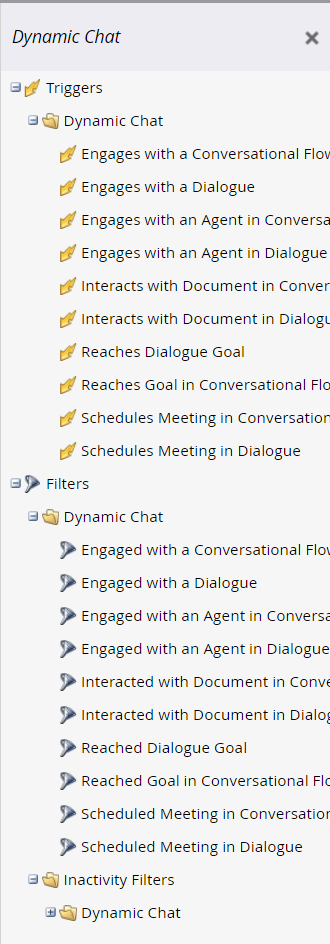 Dynamic Chat
Triggers
Dynamic Chat
Engages with a Conversational Flow
Engages with a Dialogue
Engages with an Agent in Conversa
Engages with an Agent in Dialogue
Interacts with Document in Conver
Interacts with Document in Dialogu
Reaches Dialogue Goal
Reaches Goal in Conversational Flo
Schedules Meeting in Conversation
Schedules Meeting in Dialogue
Filters
Dynamic Chat
Engaged with a Conversational Flow
Engaged with a Dialogue
Engaged with an Agent in Conversa
Engaged with an Agent in Dialogue
Interacted with Document in Conve
Interacted with Document in Dialog
Reached Dialogue Goal
Reached Goal in Conversational Flo
Scheduled Meeting in Conversation
Scheduled Meeting in Dialogue
Inactivity Filters
Dynamic Chat